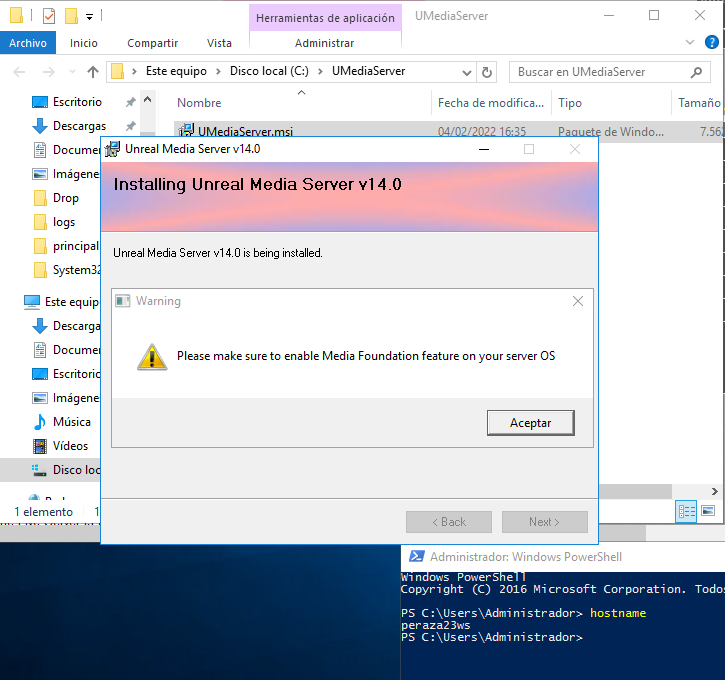 Herramientas de aplicación
UMediaServer
Archivo
Inicio
Compartir
Vista
Administrar
Este equipo
Disco local (C:)
UMediaServer
Buscar en UMediaServer
Nombre
Fecha de modifica...
Tipo
Tamaño
UMediaServer.msi
04/02/2022 16:35
Paquete de Windo...
7.562
Escritorio
Descargas
Documen
Imágene
Drop
logs
principal
System32
Este equip
Descarga
Documen
Escritorio
Imágene
Música
Vídeos
Disco loc
1 elemento
1
Unreal Media Server v14.0
Installing Unreal Media Server v14.0
Unreal Media Server v14.0 is being installed.
Warning
Please make sure to enable Media Foundation feature on your server OS
Aceptar
< Back
Next >
Administrador: Windows PowerShell
Windows PowerShell
Copyright (C) 2016 Microsoft Corporation. Todos
PS C:\Users\Administrador> hostname
peraza23ws
PS C:\Users\Administrador>